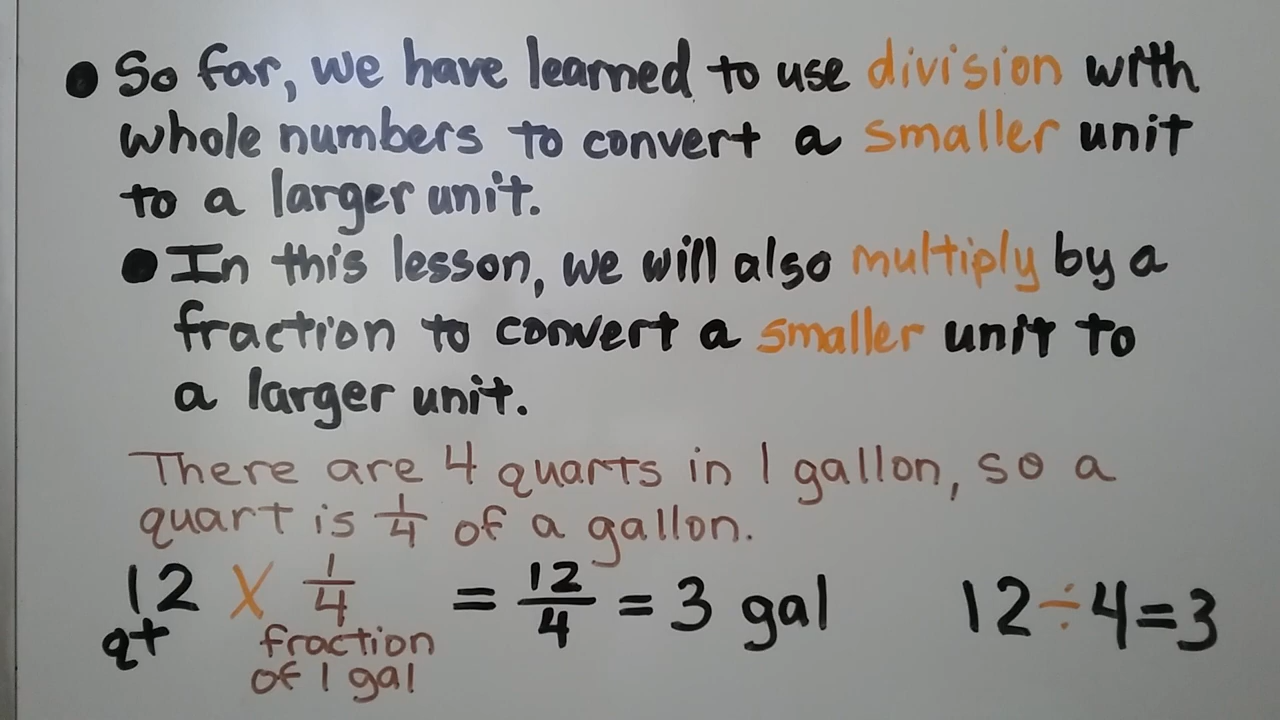 ● So far, we have learned to use division with
whole numbers to convert a smaller unit
to a larger unit.
● In this lesson, we will also multiply by a
fraction to convert a smaller unit to
a larger unit.
There are 4 quarts in 1 gallon, so a
quart is 1/4 of a gallon.
12 X 1/4 = 12/4 = 3 gal 12÷4=3
qt fraction
of 1 gal